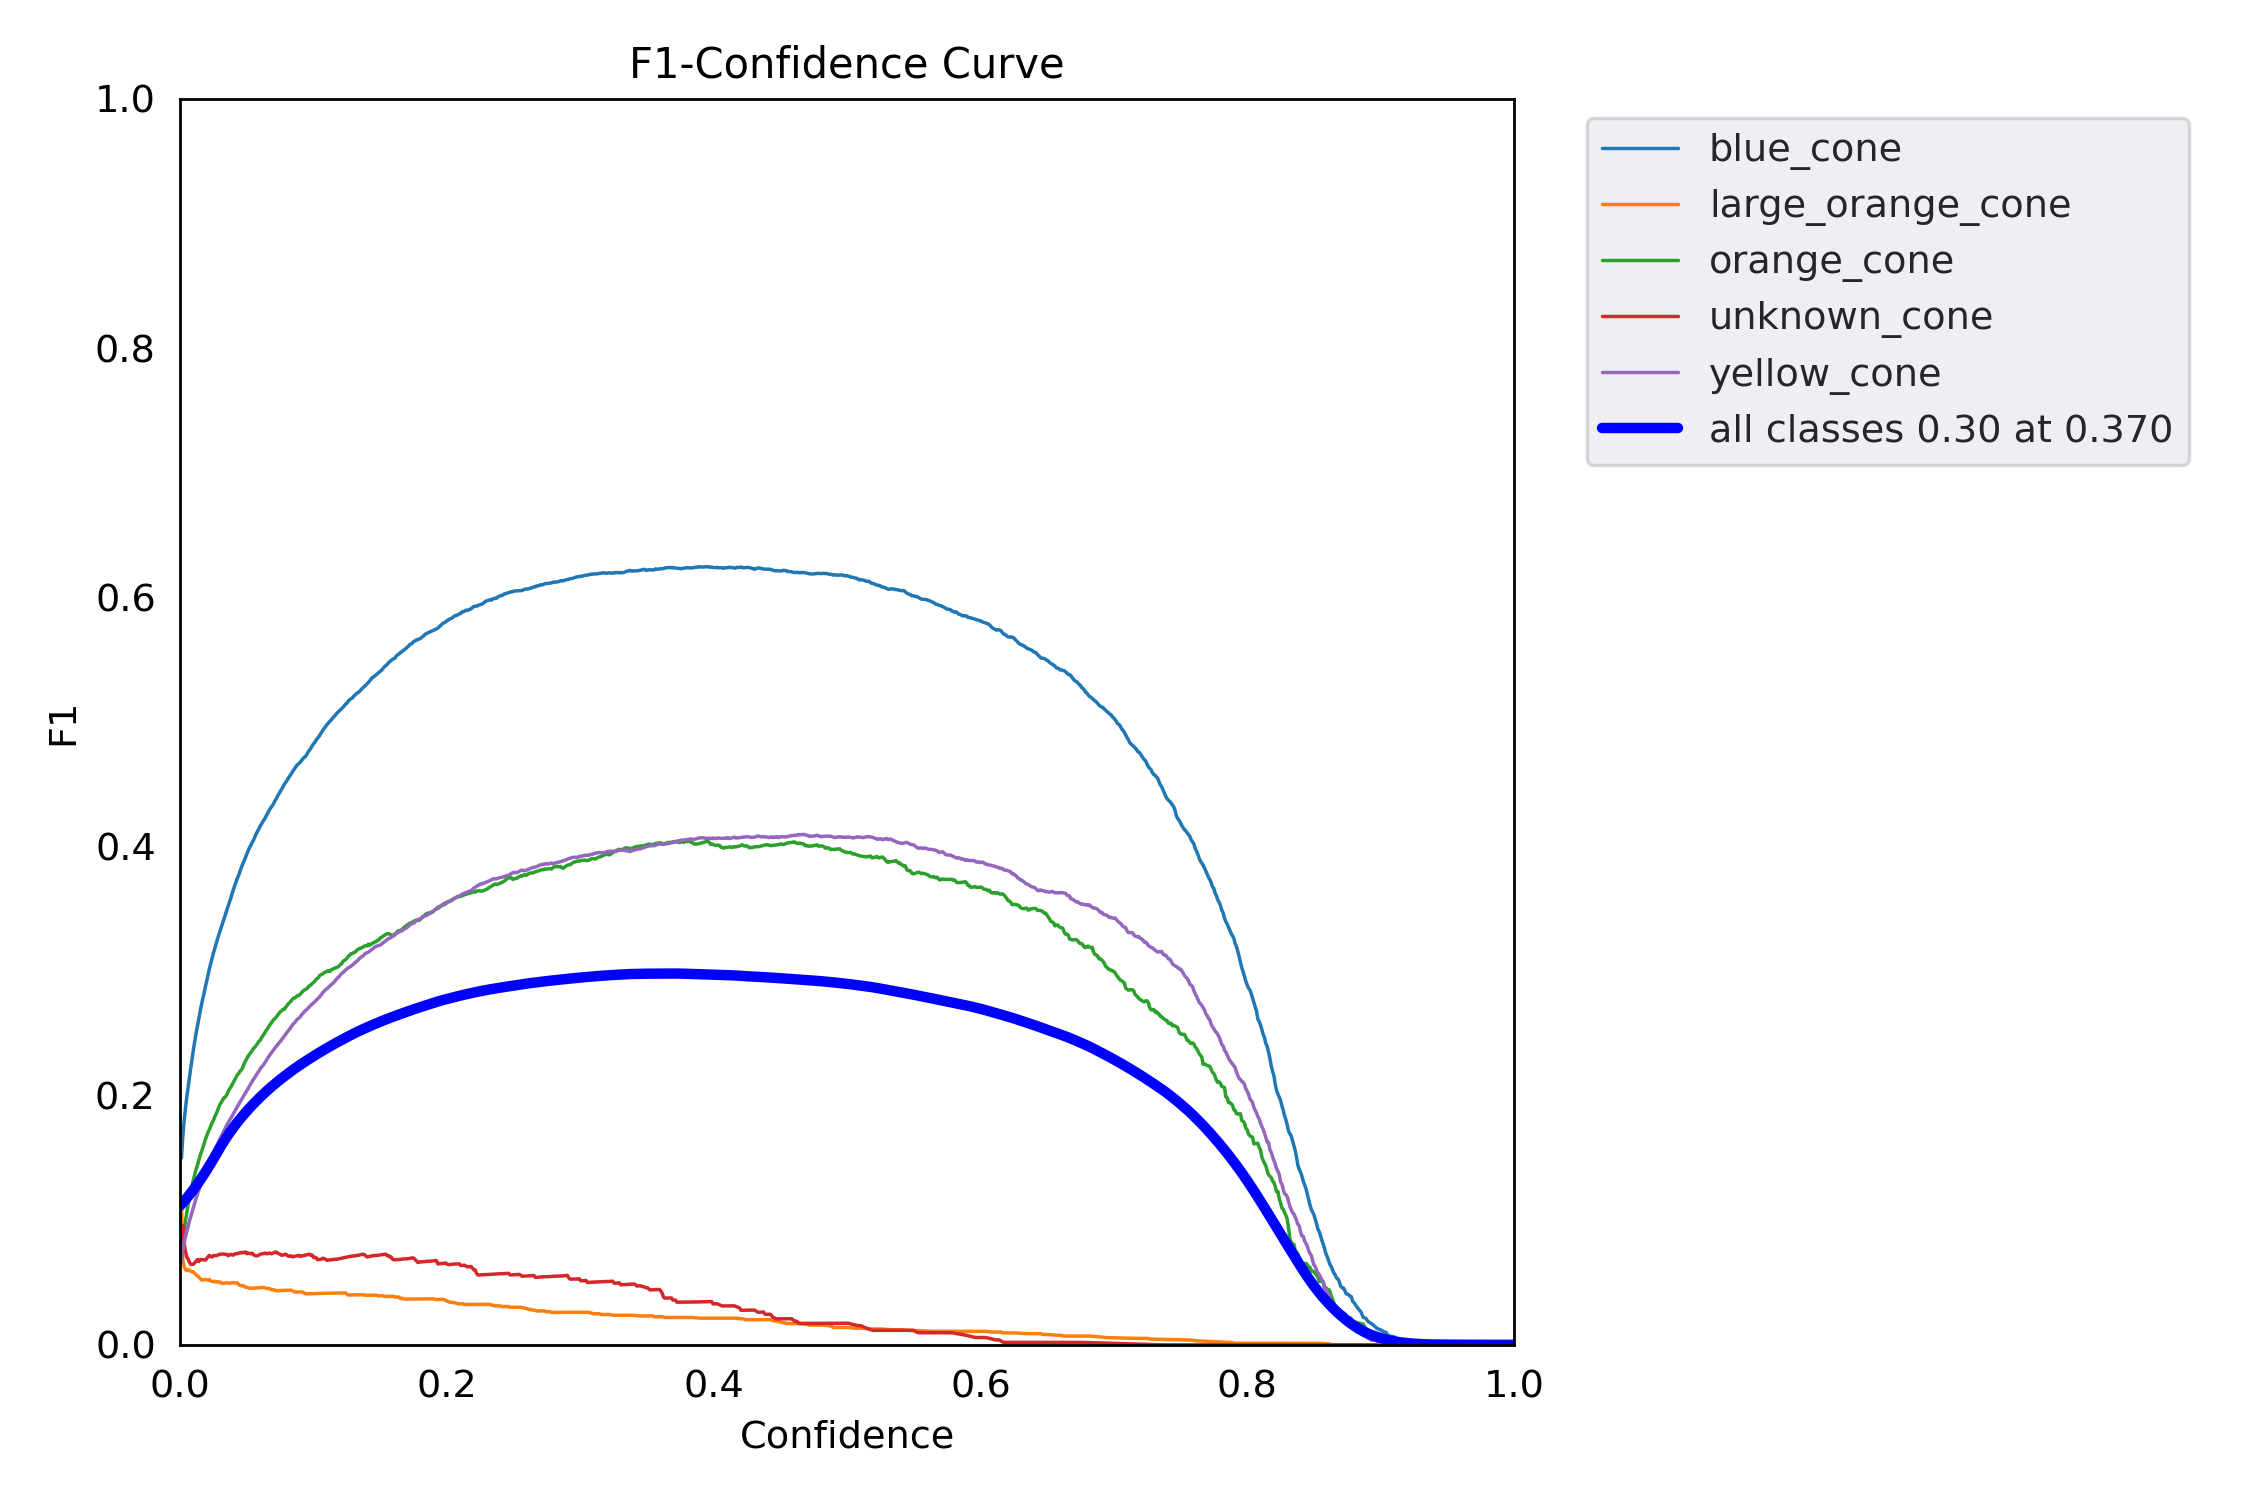 F1-Confidence Curve
1.0
0.8
0.6
0.4
0.2
0.0
F1
0.0 0.2 0.4 0.6 0.8 1.0
Confidence
blue_cone
large_orange_cone
orange_cone
unknown_cone
yellow_cone
all classes 0.30 at 0.370